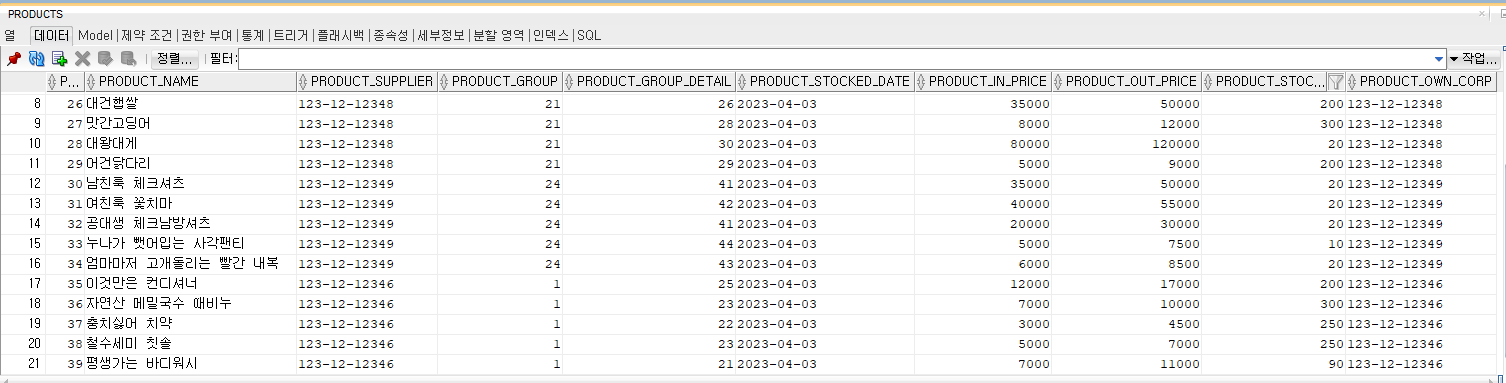 PRODUCTS
열 데이터 Model 제약 조건 권한 부여 통계 트리거 플래시백 종속성 세부정보 분할 영역 인덱스 SQL
정렬... 필터: 작업...
P... PRODUCT_NAME PRODUCT_SUPPLIER PRODUCT_GROUP PRODUCT_GROUP_DETAIL PRODUCT_STOCKED_DATE PRODUCT_IN_PRICE PRODUCT_OUT_PRICE PRODUCT_STOC... PRODUCT_OWN_CORP
8 26 대건햅쌀 123-12-12348 21 26 2023-04-03 35000 50000 200 123-12-12348
9 27 맛간고딩어 123-12-12348 21 28 2023-04-03 8000 12000 300 123-12-12348
10 28 대왕대게 123-12-12348 21 30 2023-04-03 80000 120000 20 123-12-12348
11 29 어건닭다리 123-12-12348 21 29 2023-04-03 5000 9000 200 123-12-12348
12 30 남친룩 체크셔츠 123-12-12349 24 41 2023-04-03 35000 50000 20 123-12-12349
13 31 여친룩 꽃치마 123-12-12349 24 42 2023-04-03 40000 55000 20 123-12-12349
14 32 공대생 체크남방셔츠 123-12-12349 24 41 2023-04-03 20000 30000 20 123-12-12349
15 33 누나가 뺏어입는 사각팬티 123-12-12349 24 44 2023-04-03 5000 7500 10 123-12-12349
16 34 엄마마저 고개돌리는 빨간 내복 123-12-12349 24 43 2023-04-03 6000 8500 20 123-12-12349
17 35 이것만은 컨디셔너 123-12-12346 1 25 2023-04-03 12000 17000 200 123-12-12346
18 36 자연산 메밀국수 때비누 123-12-12346 1 23 2023-04-03 7000 10000 300 123-12-12346
19 37 충치싫어 치약 123-12-12346 1 22 2023-04-03 3000 4500 250 123-12-12346
20 38 철수세미 칫솔 123-12-12346 1 23 2023-04-03 5000 7000 250 123-12-12346
21 39 평생가는 바디워시 123-12-12346 1 21 2023-04-03 7000 11000 90 123-12-12346